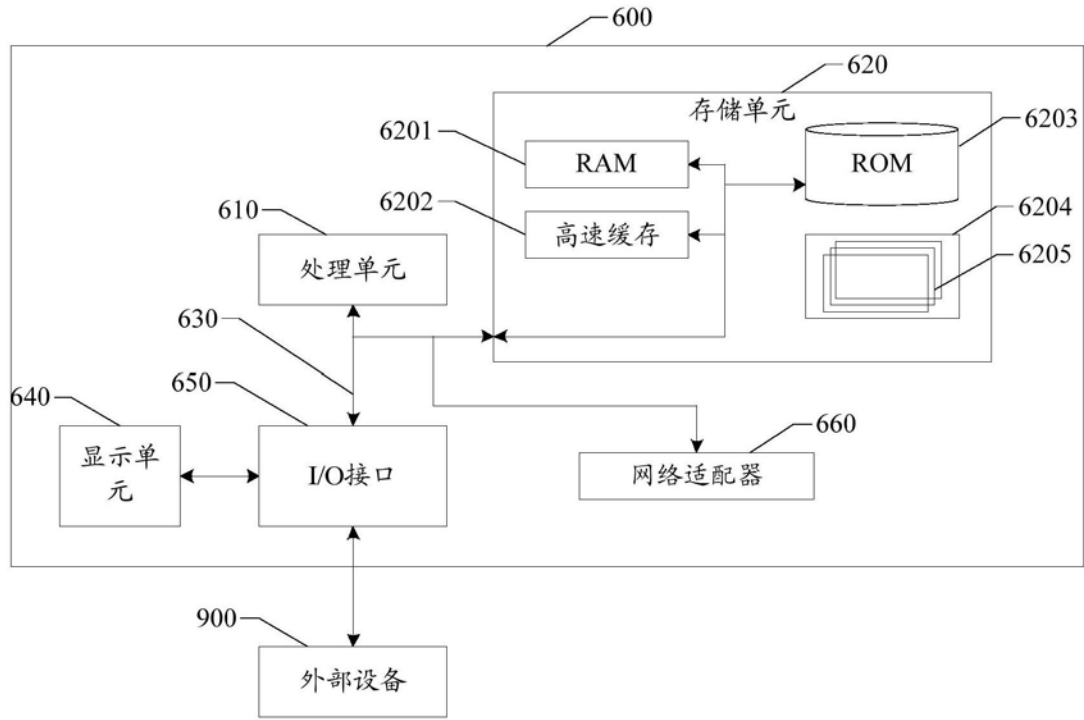 600
620
存储单元
6201
RAM
6203
ROM
6202
高速缓存
6204
6205
610
处理单元
630
650
640
显示单
元
I/O接口
660
网络适配器
900
外部设备